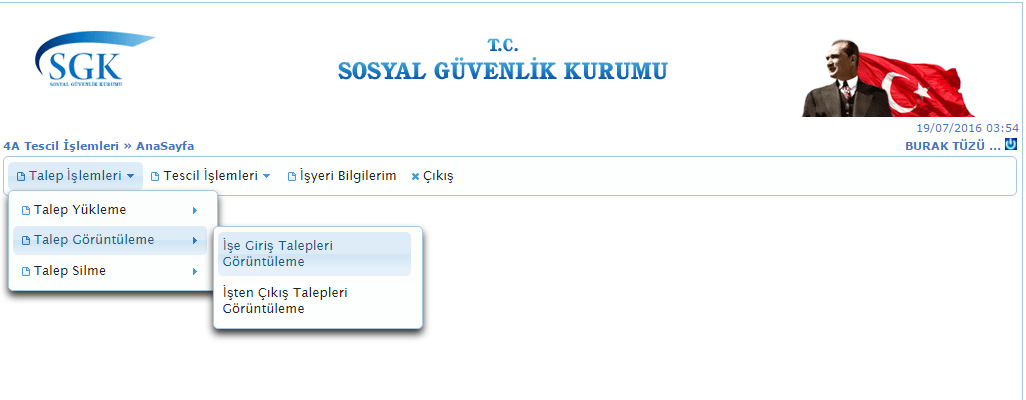 SGK
SOSYAL GÜVENLİK KURUMU
T.C.
SOSYAL GÜVENLİK KURUMU
19/07/2016 03:54
4A Tescil İşlemleri » AnaSayfa
BURAK TÜZÜ ...
Talep İşlemleri
Tescil İşlemleri
İşyeri Bilgilerim
Çıkış
Talep Yükleme
Talep Görüntüleme
Talep Silme
İşe Giriş Talepleri
Görüntüleme
İşten Çıkış Talepleri
Görüntüleme